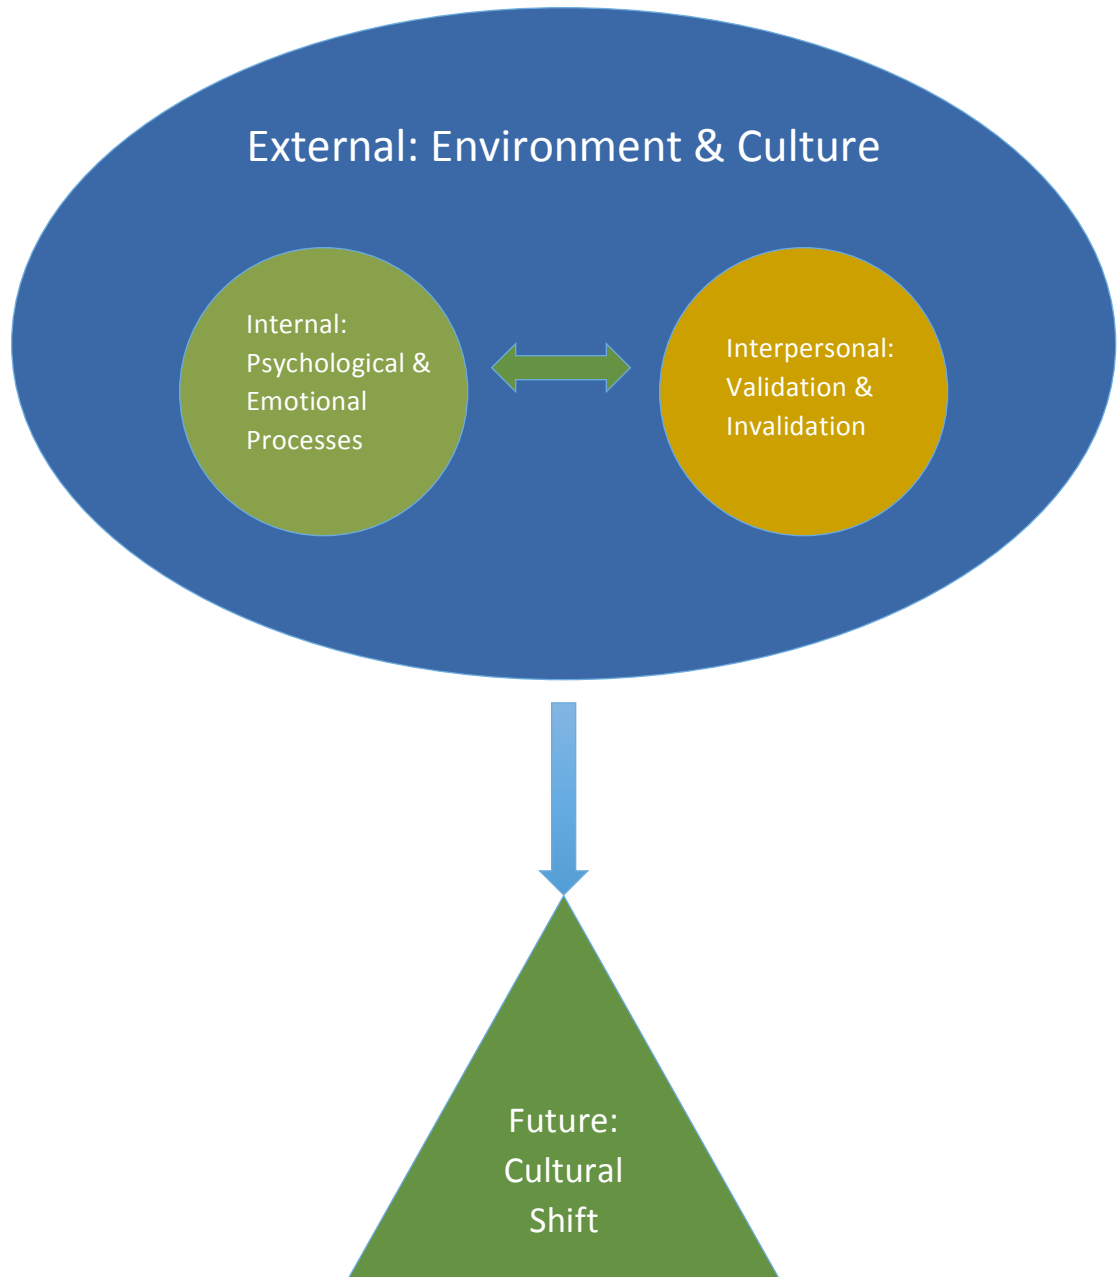 External: Environment & Culture
Internal:
Psychological &
Emotional
Processes
Interpersonal:
Validation &
Invalidation
Future:
Cultural
Shift